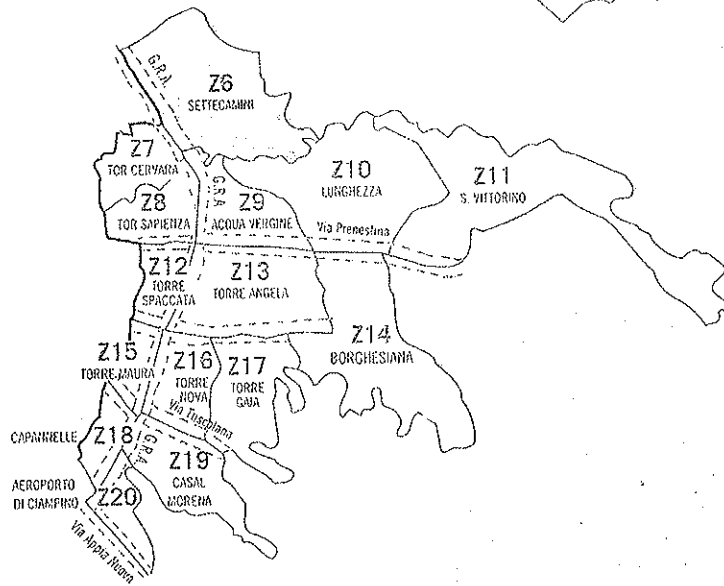 G.R.A.
Z6
SETTECAMINI
Z7
TOR CERVARA
Z10
LUNGHEZZA
Z11
S. VITTORINO
Z8
TOR SAPIENZA
G.R.A.
Z9
ACQUA VERGINE
Via Prenestina
Z12
TORRE
SPACCATA
Z13
TORRE ANGELA
Z14
BORGHESIANA
Z15
TORRE-MAURA
Z16
TORRE
NOVA
Z17
TORRE
GAIA
Via Tuscolana
CAPANNELLE
Z18
G.R.A.
Z19
CASAL
MORENA
AEROPORTO
DI CIAMPINO
Z20
Via Appia Nuova